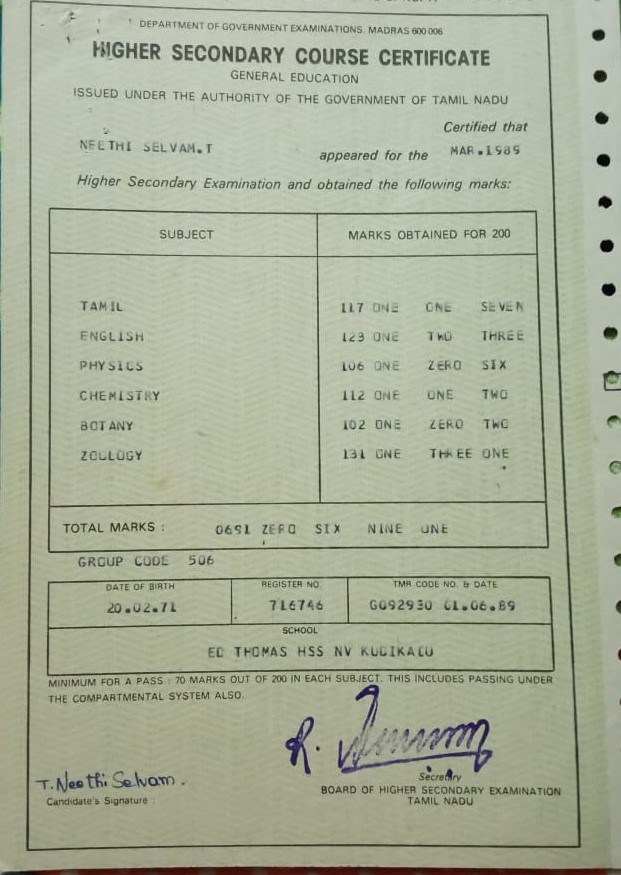 DEPARTMENT OF GOVERNMENT EXAMINATIONS. MADRAS 600 006
HIGHER SECONDARY COURSE CERTIFICATE
GENERAL EDUCATION
ISSUED UNDER THE AUTHORITY OF THE GOVERNMENT OF TAMIL NADU
Certified that
NEETHI SELVAM.T appeared for the MAR.1989
Higher Secondary Examination and obtained the following marks:
SUBJECT MARKS OBTAINED FOR 200
TAMIL 117 ONE ONE SEVEN
ENGLISH 123 ONE TWO THREE
PHYSICS 106 ONE ZERO SIX
CHEMISTRY 112 ONE ONE TWO
BOTANY 102 ONE ZERO TWO
ZOOLOGY 131 ONE THREE ONE
TOTAL MARKS : 0691 ZERO SIX NINE ONE
GROUP CODE 506
DATE OF BIRTH REGISTER NO. TMR CODE NO. & DATE
20.02.71 716746 G092930 01.06.89
SCHOOL
ED THOMAS HSS NV KUDIKADU
MINIMUM FOR A PASS : 70 MARKS OUT OF 200 IN EACH SUBJECT. THIS INCLUDES PASSING UNDER
THE COMPARTMENTAL SYSTEM ALSO.
R.
T. Neethi Selvam.
Candidate's Signature :
Secretary
BOARD OF HIGHER SECONDARY EXAMINATION
TAMIL NADU